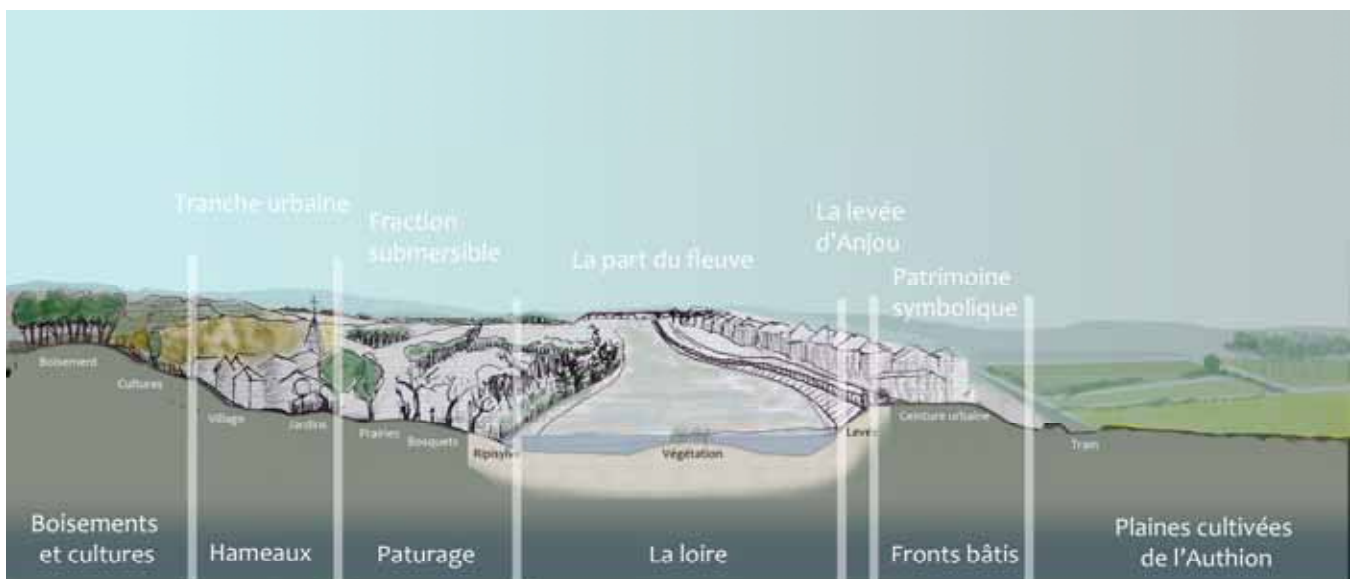 Tranche urbaine
Fraction
submersible
La part du fleuve
La levée
d'Anjou
Patrimoine
symbolique
Boisement
Cultures
Village
Jardins
Prairies
Bosquets
Ripisylve
Végétation
Levée
Ceinture urbaine
Train
Boisements
et cultures
Hameaux
Paturage
La loire
Fronts bâtis
Plaines cultivées
de l'Authion